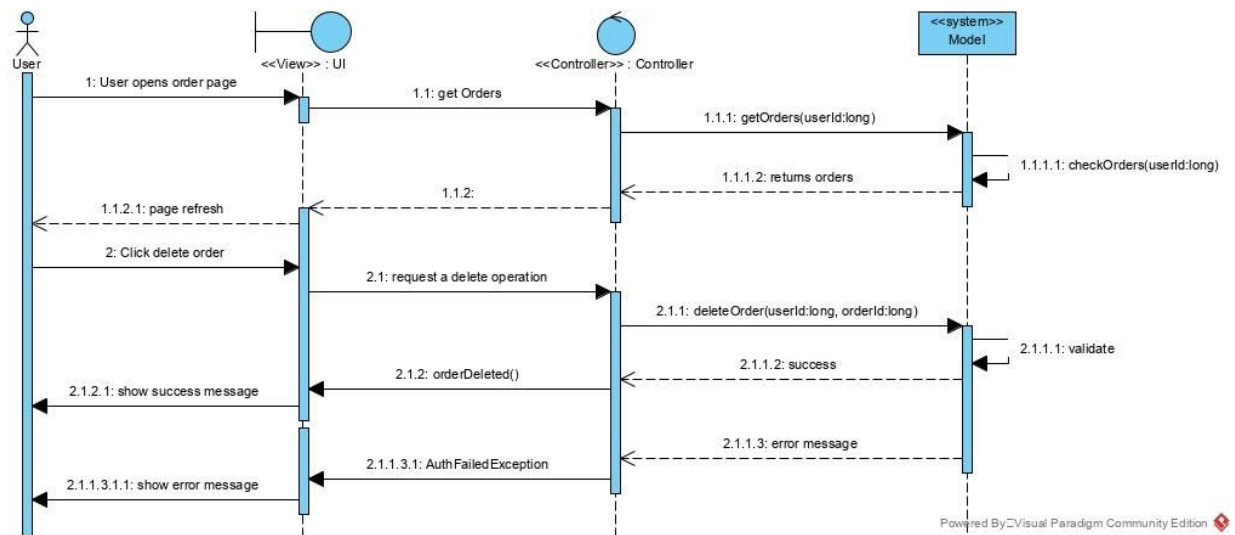 User
<<View>> : UI
<<Controller>> : Controller
<<system>>
Model
1: User opens order page
1.1: get Orders
1.1.1: getOrders(userId:long)
1.1.1.1: checkOrders(userId:long)
1.1.1.2: returns orders
1.1.2:
1.1.2.1: page refresh
2: Click delete order
2.1: request a delete operation
2.1.1: deleteOrder(userId:long, orderId:long)
2.1.1.1: validate
2.1.1.2: success
2.1.2: orderDeleted()
2.1.2.1: show success message
2.1.1.3: error message
2.1.1.3.1: AuthFailedException
2.1.1.3.1.1: show error message
Powered By Visual Paradigm Community Edition